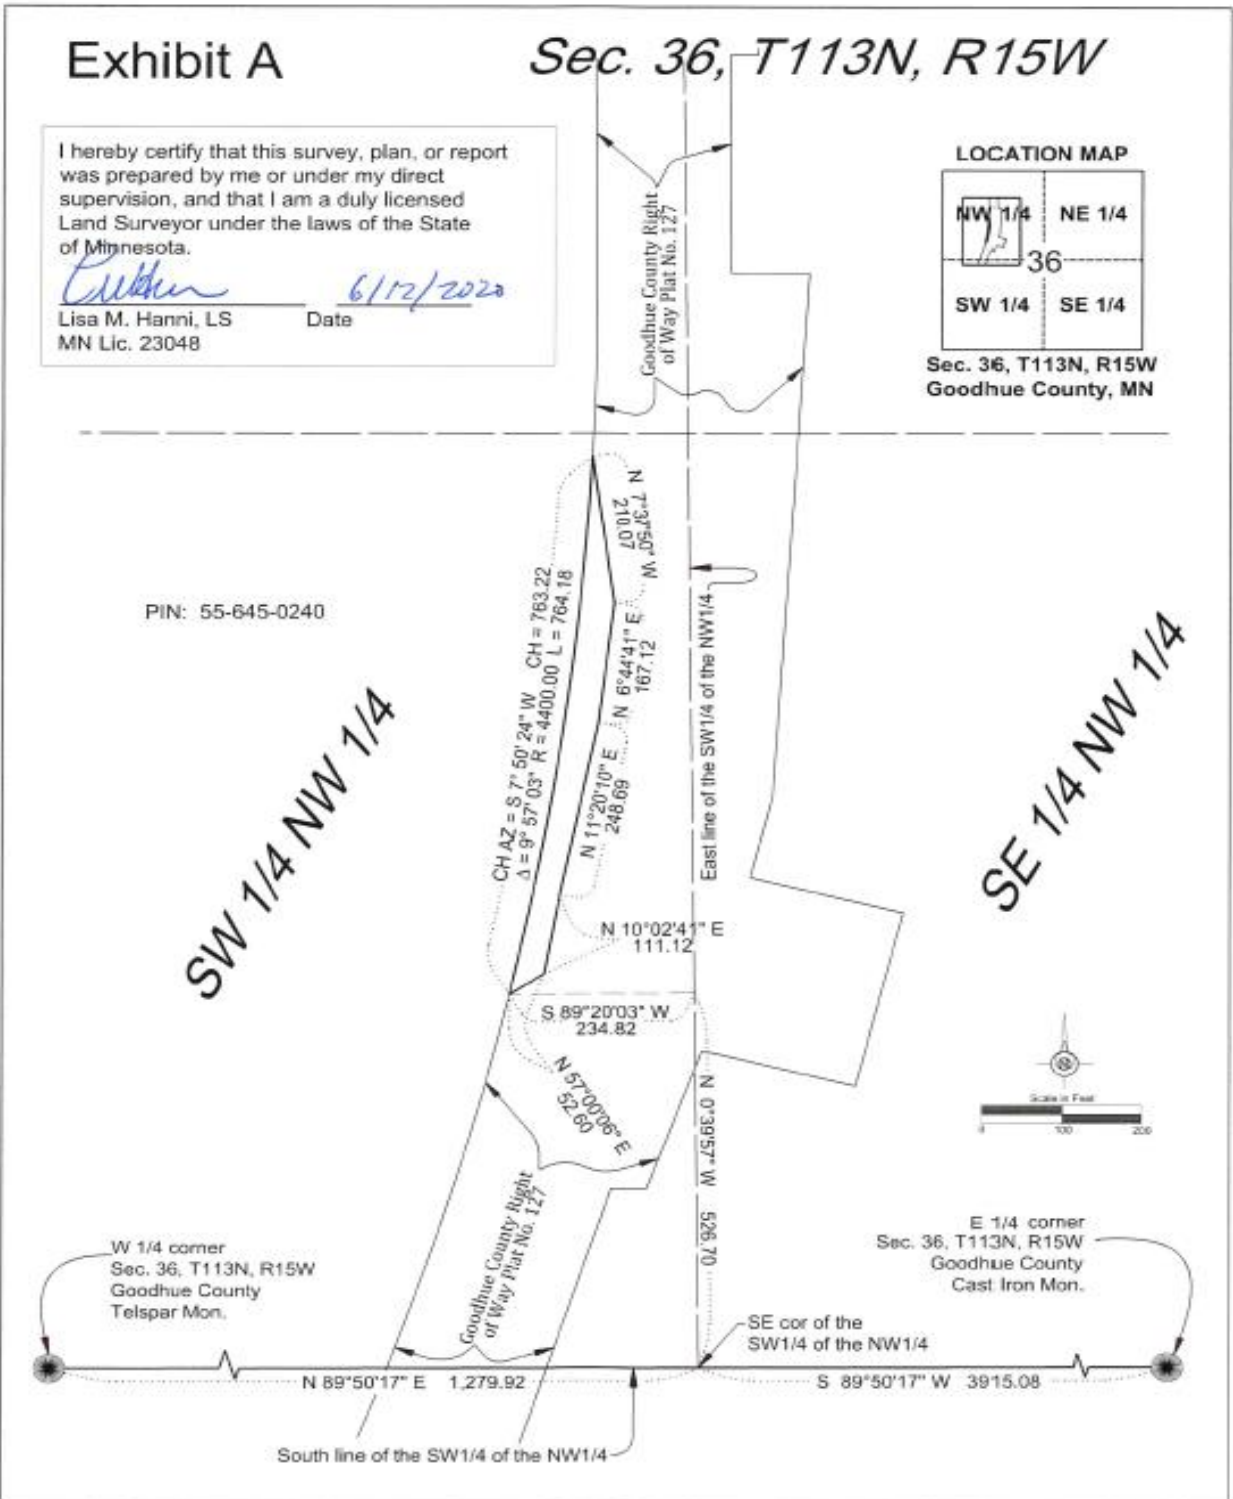 Exhibit A
Sec. 36, T113N, R15W
I hereby certify that this survey, plan, or report
was prepared by me or under my direct
supervision, and that I am a duly licensed
Land Surveyor under the laws of the State
of Minnesota.
6/12/2020
Lisa M. Hanni, LS Date
MN Lic. 23048
LOCATION MAP
NW 1/4 NE 1/4
36
SW 1/4 SE 1/4
Sec. 36, T113N, R15W
Goodhue County, MN
Goodhue County Right
of Way Plat No. 127
N 7°37'50" W
210.07
CH AZ = S 7° 50' 24" W CH = 763.22
Δ = 9° 57' 03" R = 4400.00 L = 764.18
PIN: 55-645-0240
N 6°44'41" E
167.12
East line of the SW1/4 of the NW1/4
SW 1/4 NW 1/4
SE 1/4 NW 1/4
N 11°20'10" E
248.69
N 10°02'41" E
111.12
S 89°20'03" W
234.82
N 57°00'06" E
52.60
N 0°39'57" W 526.70
Scale in Feet
0 100 200
Goodhue County Right
of Way Plat No. 127
W 1/4 corner
Sec. 36, T113N, R15W
Goodhue County
Telspar Mon.
E 1/4 corner
Sec. 36, T113N, R15W
Goodhue County
Cast Iron Mon.
SE cor of the
SW1/4 of the NW1/4
N 89°50'17" E 1,279.92
S 89°50'17" W 3915.08
South line of the SW1/4 of the NW1/4